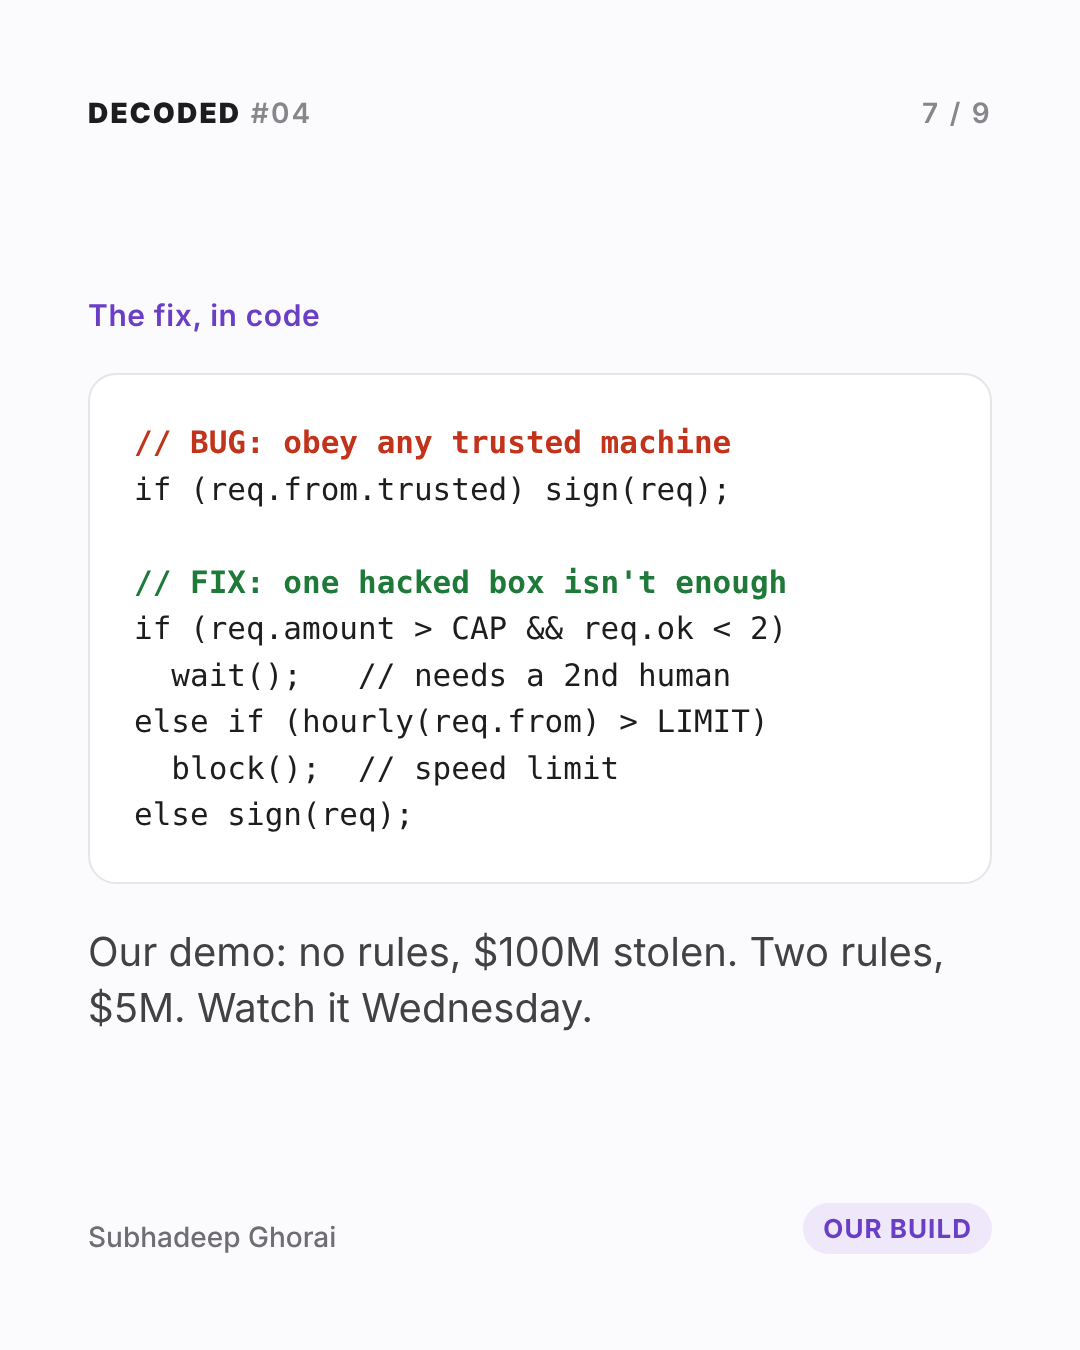 DECODED #04
7 / 9
The fix, in code
// BUG: obey any trusted machine
if (req.from.trusted) sign(req);
// FIX: one hacked box isn't enough
if (req.amount > CAP && req.ok < 2)
  wait();   // needs a 2nd human
else if (hourly(req.from) > LIMIT)
  block();  // speed limit
else sign(req);
Our demo: no rules, $100M stolen. Two rules,
$5M. Watch it Wednesday.
Subhadeep Ghorai
OUR BUILD